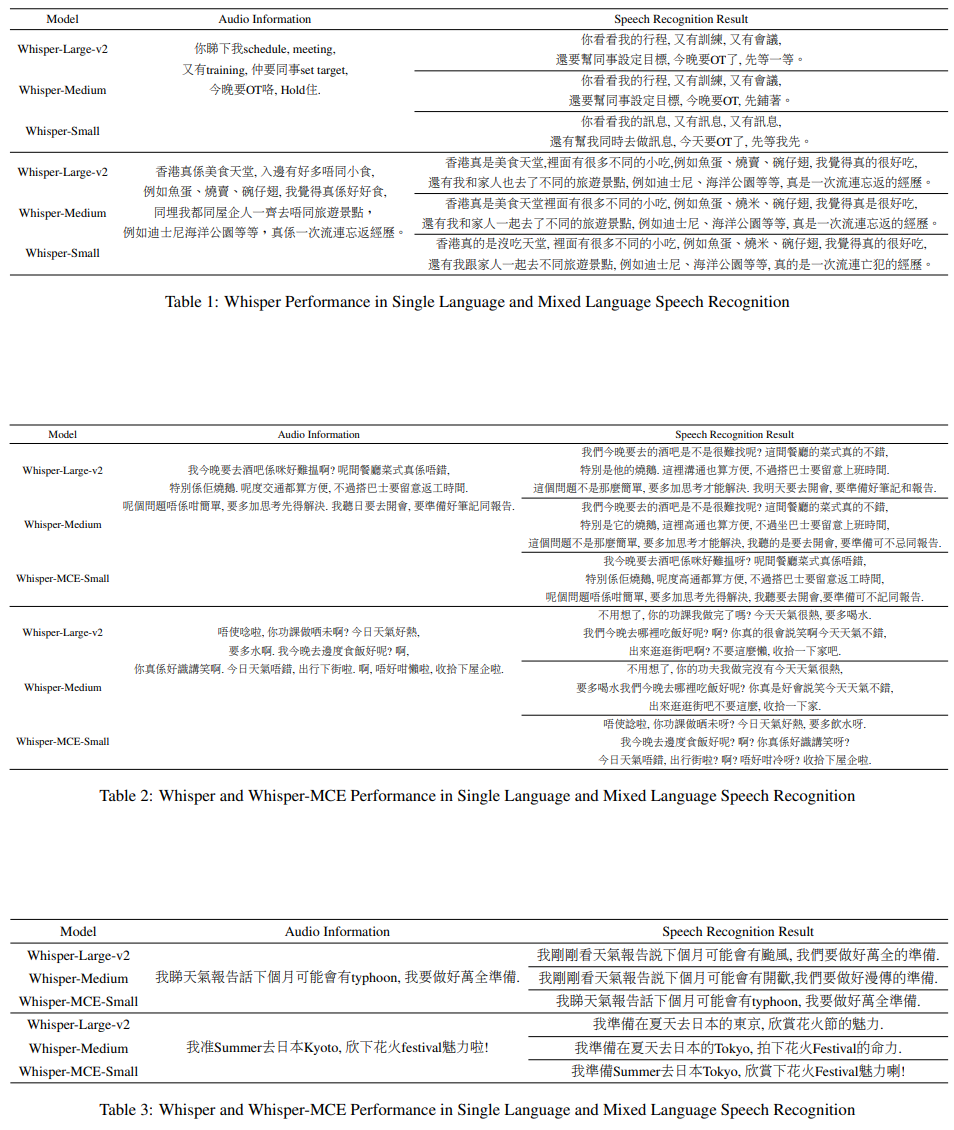 Model Audio Information Speech Recognition Result
Whisper-Large-v2
Whisper-Medium
Whisper-Small
你睇下我schedule, meeting,
又有training, 仲要同事set target,
今晚要OT咯, Hold住.
你看看我的行程, 又有訓練, 又有會議,
還要幫同事設定目標, 今晚要OT了, 先等一等。
你看看我的行程, 又有訓練, 又有會議,
還要幫同事設定目標, 今晚要OT, 先鋪著。
你看看我的訊息, 又有訊息, 又有訊息,
還有幫我同時去做訊息, 今天要OT了, 先等我先。
Whisper-Large-v2
Whisper-Medium
Whisper-Small
香港真係美食天堂, 入邊有好多唔同小食,
例如魚蛋、燒賣、碗仔翅, 我覺得真係好好食,
同埋我都同屋企人一齊去唔同旅遊景點，
例如迪士尼海洋公園等等，真係一次流連忘返經歷。
香港真是美食天堂,裡面有很多不同的小吃,例如魚蛋、燒賣、碗仔翅, 我覺得真的很好吃,
還有我和家人也去了不同的旅遊景點, 例如迪士尼、海洋公園等等, 真是一次流連忘返的經歷。
香港真是美食天堂裡面有很多不同的小吃, 例如魚蛋、燒米、碗仔翅, 我覺得真是很好吃,
還有我和家人一起去了不同的旅遊景點, 例如迪士尼、海洋公園等等, 真是一次流連忘返的經歷。
香港真的是沒吃天堂, 裡面有很多不同的小吃, 例如魚蛋、燒米、碗仔翅, 我覺得真的很好吃,
還有我跟家人一起去不同旅遊景點, 例如迪士尼、海洋公園等等, 真的是一次流連亡犯的經歷。
Table 1: Whisper Performance in Single Language and Mixed Language Speech Recognition
Model Audio Information Speech Recognition Result
Whisper-Large-v2
Whisper-Medium
Whisper-MCE-Small
我今晚要去酒吧係咪好難搵啊? 呢間餐廳菜式真係唔錯,
特別係佢燒鵝. 呢度交通都算方便, 不過搭巴士要留意返工時間.
呢個問題唔係咁簡單, 要多加思考先得解決. 我聽日要去開會, 要準備好筆記同報告.
我們今晚要去的酒吧是不是很難找呢? 這間餐廳的菜式真的不錯,
特別是他的燒鵝. 這裡溝通也算方便, 不過搭巴士要留意上班時間.
這個問題不是那麼簡單, 要多加思考才能解決. 我明天要去開會, 要準備好筆記和報告.
我們今晚要去的酒吧是不是很難找呢? 這間餐廳的菜式真的不錯,
特別是它的燒鵝, 這裡高通也算方便, 不過坐巴士要留意上班時間,
這個問題不是那麼簡單, 要多加思考才能解決, 我聽的是要去開會, 要準備可不忌同報告.
我今晚要去酒吧係咪好難搵呀? 呢間餐廳菜式真係唔錯,
特別係佢燒鵝, 呢度高通都算方便, 不過搭巴士要留意返工時間,
呢個問題唔係咁簡單, 要多加思考先得解決, 我聽要去開會,要準備可不記同報告.
Whisper-Large-v2
Whisper-Medium
Whisper-MCE-Small
唔使唸啦, 你功課做晒未啊? 今日天氣好熱,
要多水啊. 我今晚去邊度食飯好呢? 啊,
你真係好識講笑啊. 今日天氣唔錯, 出行下街啦. 啊, 唔好咁懶啦, 收拾下屋企啦.
不用想了, 你的功課我做完了嗎? 今天天氣很熱, 要多喝水.
我們今晚去哪裡吃飯好呢? 啊? 你真的很會說笑啊今天天氣不錯,
出來逛逛街吧啊? 不要這麼懶, 收拾一下家吧.
不用想了, 你的功夫我做完沒有今天天氣很熱,
要多喝水我們今晚去哪裡吃飯好呢? 你真是好會說笑今天天氣不錯,
出來逛逛街吧不要這麼, 收拾一下家.
唔使諗啦, 你功課做晒未呀? 今日天氣好熱, 要多飲水呀.
我今晚去邊度食飯好呢? 啊? 你真係好識講笑呀?
今日天氣唔錯, 出行街啦? 啊? 唔好咁冷呀? 收拾下屋企啦.
Table 2: Whisper and Whisper-MCE Performance in Single Language and Mixed Language Speech Recognition
Model Audio Information Speech Recognition Result
Whisper-Large-v2
Whisper-Medium
Whisper-MCE-Small
我睇天氣報告話下個月可能會有typhoon, 我要做好萬全準備.
我剛剛看天氣報告說下個月可能會有颱風, 我們要做好萬全的準備.
我剛剛看天氣報告說下個月可能會有開歡,我們要做好漫傳的準備.
我睇天氣報告話下個月可能會有typhoon, 我要做好萬全準備.
Whisper-Large-v2
Whisper-Medium
Whisper-MCE-Small
我准Summer去日本Kyoto, 欣下花火festival魅力啦!
我準備在夏天去日本的東京, 欣賞花火節的魅力.
我準備在夏天去日本的Tokyo, 拍下花火Festival的命力.
我準備Summer去日本Tokyo, 欣賞下花火Festival魅力喇!
Table 3: Whisper and Whisper-MCE Performance in Single Language and Mixed Language Speech Recognition